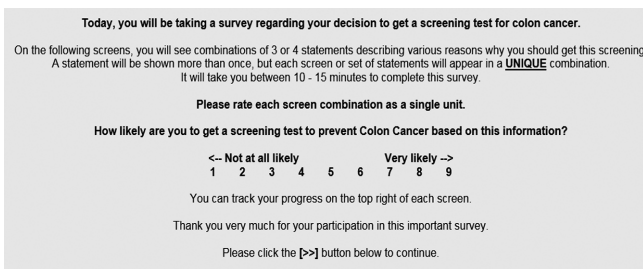 Today, you will be taking a survey regarding your decision to get a screening test for colon cancer.
On the following screens, you will see combinations of 3 or 4 statements describing various reasons why you should get this screening
A statement will be shown more than once, but each screen or set of statements will appear in a UNIQUE combination.
It will take you between 10 - 15 minutes to complete this survey.
Please rate each screen combination as a single unit.
How likely are you to get a screening test to prevent Colon Cancer based on this information?
<-- Not at all likely Very likely -->
1 2 3 4 5 6 7 8 9
You can track your progress on the top right of each screen.
Thank you very much for your participation in this important survey.
Please click the [>>] button below to continue.